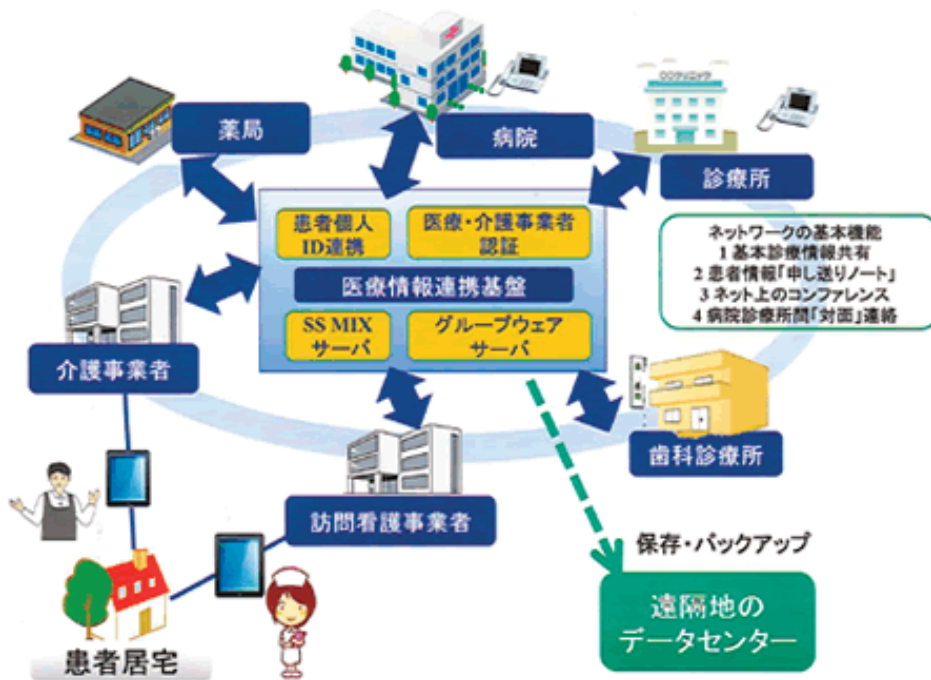 薬局
病院
○○クリニック
診療所
患者個人
ID連携
医療・介護事業者
認証
医療情報連携基盤
SS MIX
サーバ
グループウェア
サーバ
ネットワークの基本機能
1 基本診療情報共有
2 患者情報「申し送りノート」
3 ネット上のコンファレンス
4 病院診療所間「対面」連絡
介護事業者
歯科診療所
訪問看護事業者
保存・バックアップ
遠隔地の
データセンター
患者居宅